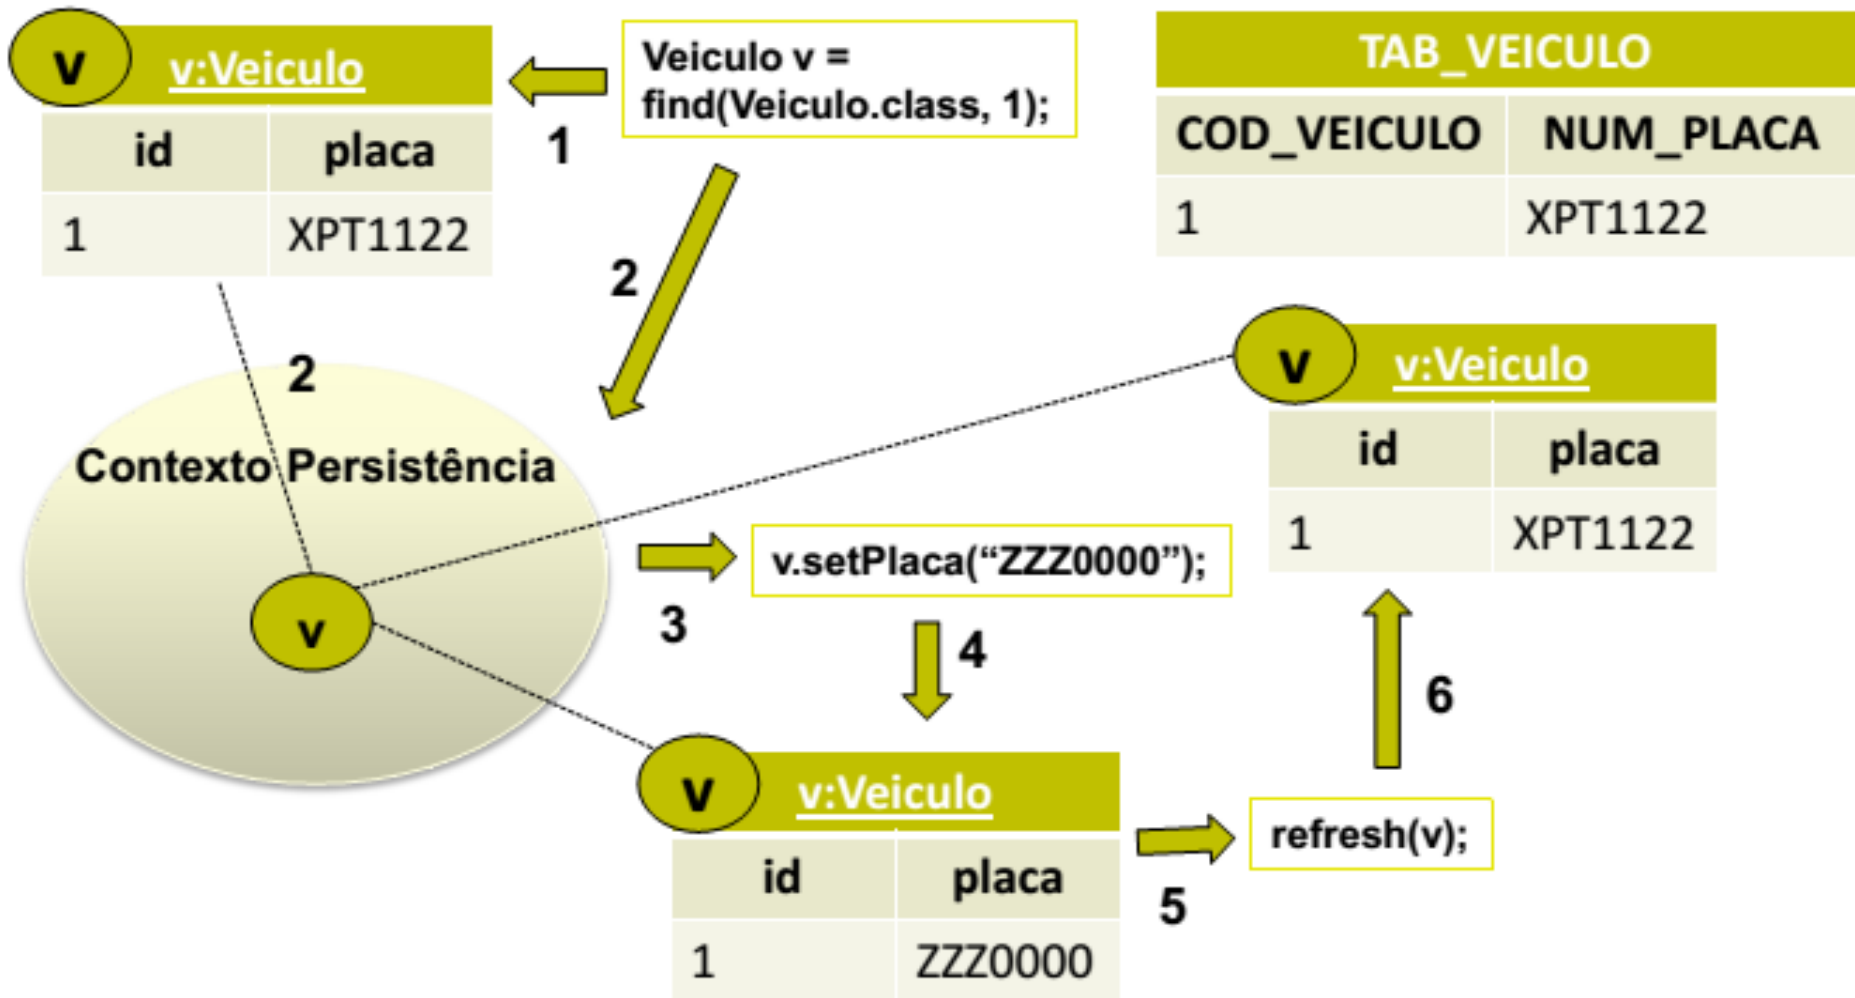 v
v:Veiculo
id placa
1 XPT1122
1
Veiculo v =
find(Veiculo.class, 1);
TAB_VEICULO
COD_VEICULO NUM_PLACA
1 XPT1122
2
2
Contexto Persistência
v
3
v.setPlaca(“ZZZ0000”);
4
v
v:Veiculo
id placa
1 ZZZ0000
5
refresh(v);
6
v
v:Veiculo
id placa
1 XPT1122